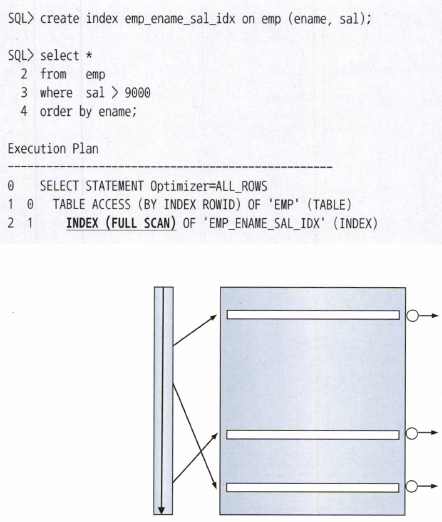 SQL> create index emp_ename_sal_idx on emp (ename, sal);
SQL> select *
2 from emp
3 where sal > 9000
4 order by ename;
Execution Plan
--------------------------------------------------
0 SELECT STATEMENT Optimizer=ALL_ROWS
1 0 TABLE ACCESS (BY INDEX ROWID) OF 'EMP' (TABLE)
2 1 INDEX (FULL SCAN) OF 'EMP_ENAME_SAL_IDX' (INDEX)